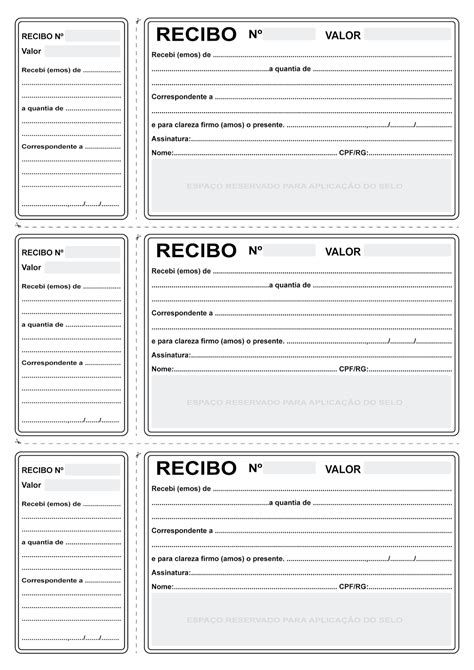 RECIBO Nº
Valor
Recebi (emos) de
a quantia de
Correspondente a
,
/
/
RECIBO Nº VALOR
Recebi (emos) de
a quantia de
Correspondente a
e para clareza firmo (amos) o presente. , / /
Assinatura:
Nome: CPF/RG:
ESPAÇO RESERVADO PARA APLICAÇÃO DO SELO
RECIBO Nº
Valor
Recebi (emos) de
a quantia de
Correspondente a
, / /
RECIBO Nº VALOR
Recebi (emos) de
a quantia de
Correspondente a
e para clareza firmo (amos) o presente. , / /
Assinatura:
Nome: CPF/RG:
ESPAÇO RESERVADO PARA APLICAÇÃO DO SELO
RECIBO Nº
Valor
Recebi (emos) de
a quantia de
Correspondente a
, / /
RECIBO Nº VALOR
Recebi (emos) de
a quantia de
Correspondente a
e para clareza firmo (amos) o presente. , / /
Assinatura:
Nome: CPF/RG:
ESPAÇO RESERVADO PARA APLICAÇÃO DO SELO